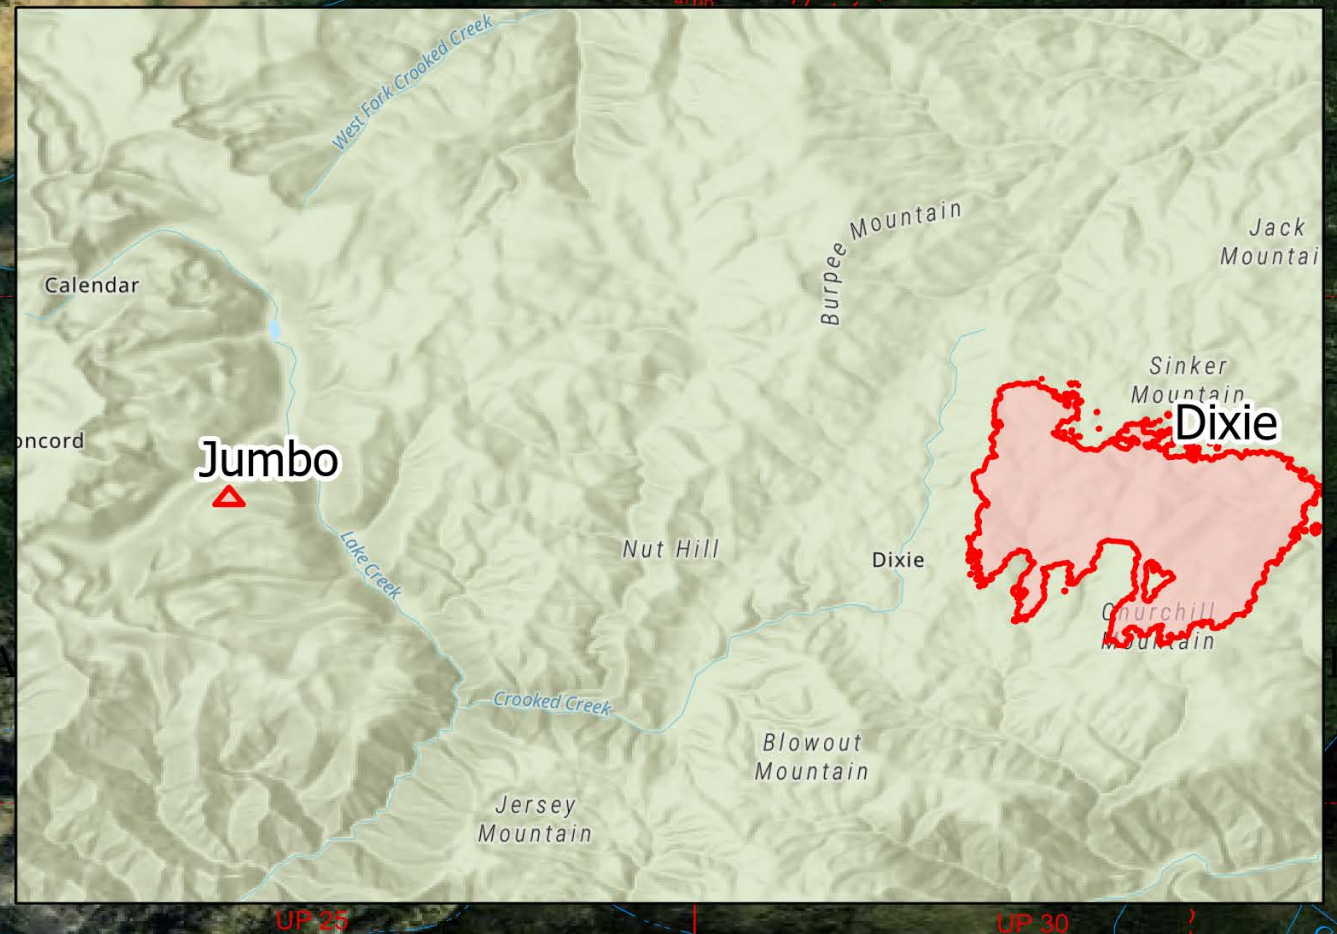 West Fork Crooked Creek
Burpee Mountain
Jack
Mountai
Calendar
Sinker
Mountain
Dixie
oncord
Jumbo
Lake Creek
Nut Hill
Dixie
Churchill
Mountain
Crooked Creek
Blowout
Mountain
Jersey
Mountain
UP 25
UP 30